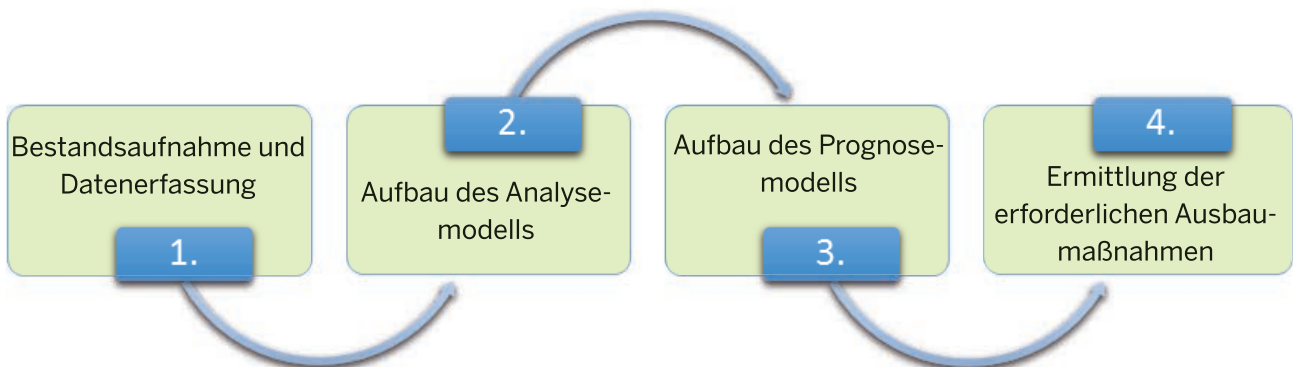 Bestandsaufnahme und
Datenerfassung
1.
2.
Aufbau des Analyse-
modells
Aufbau des Prognose-
modells
3.
4.
Ermittlung der
erforderlichen Ausbau-
maßnahmen